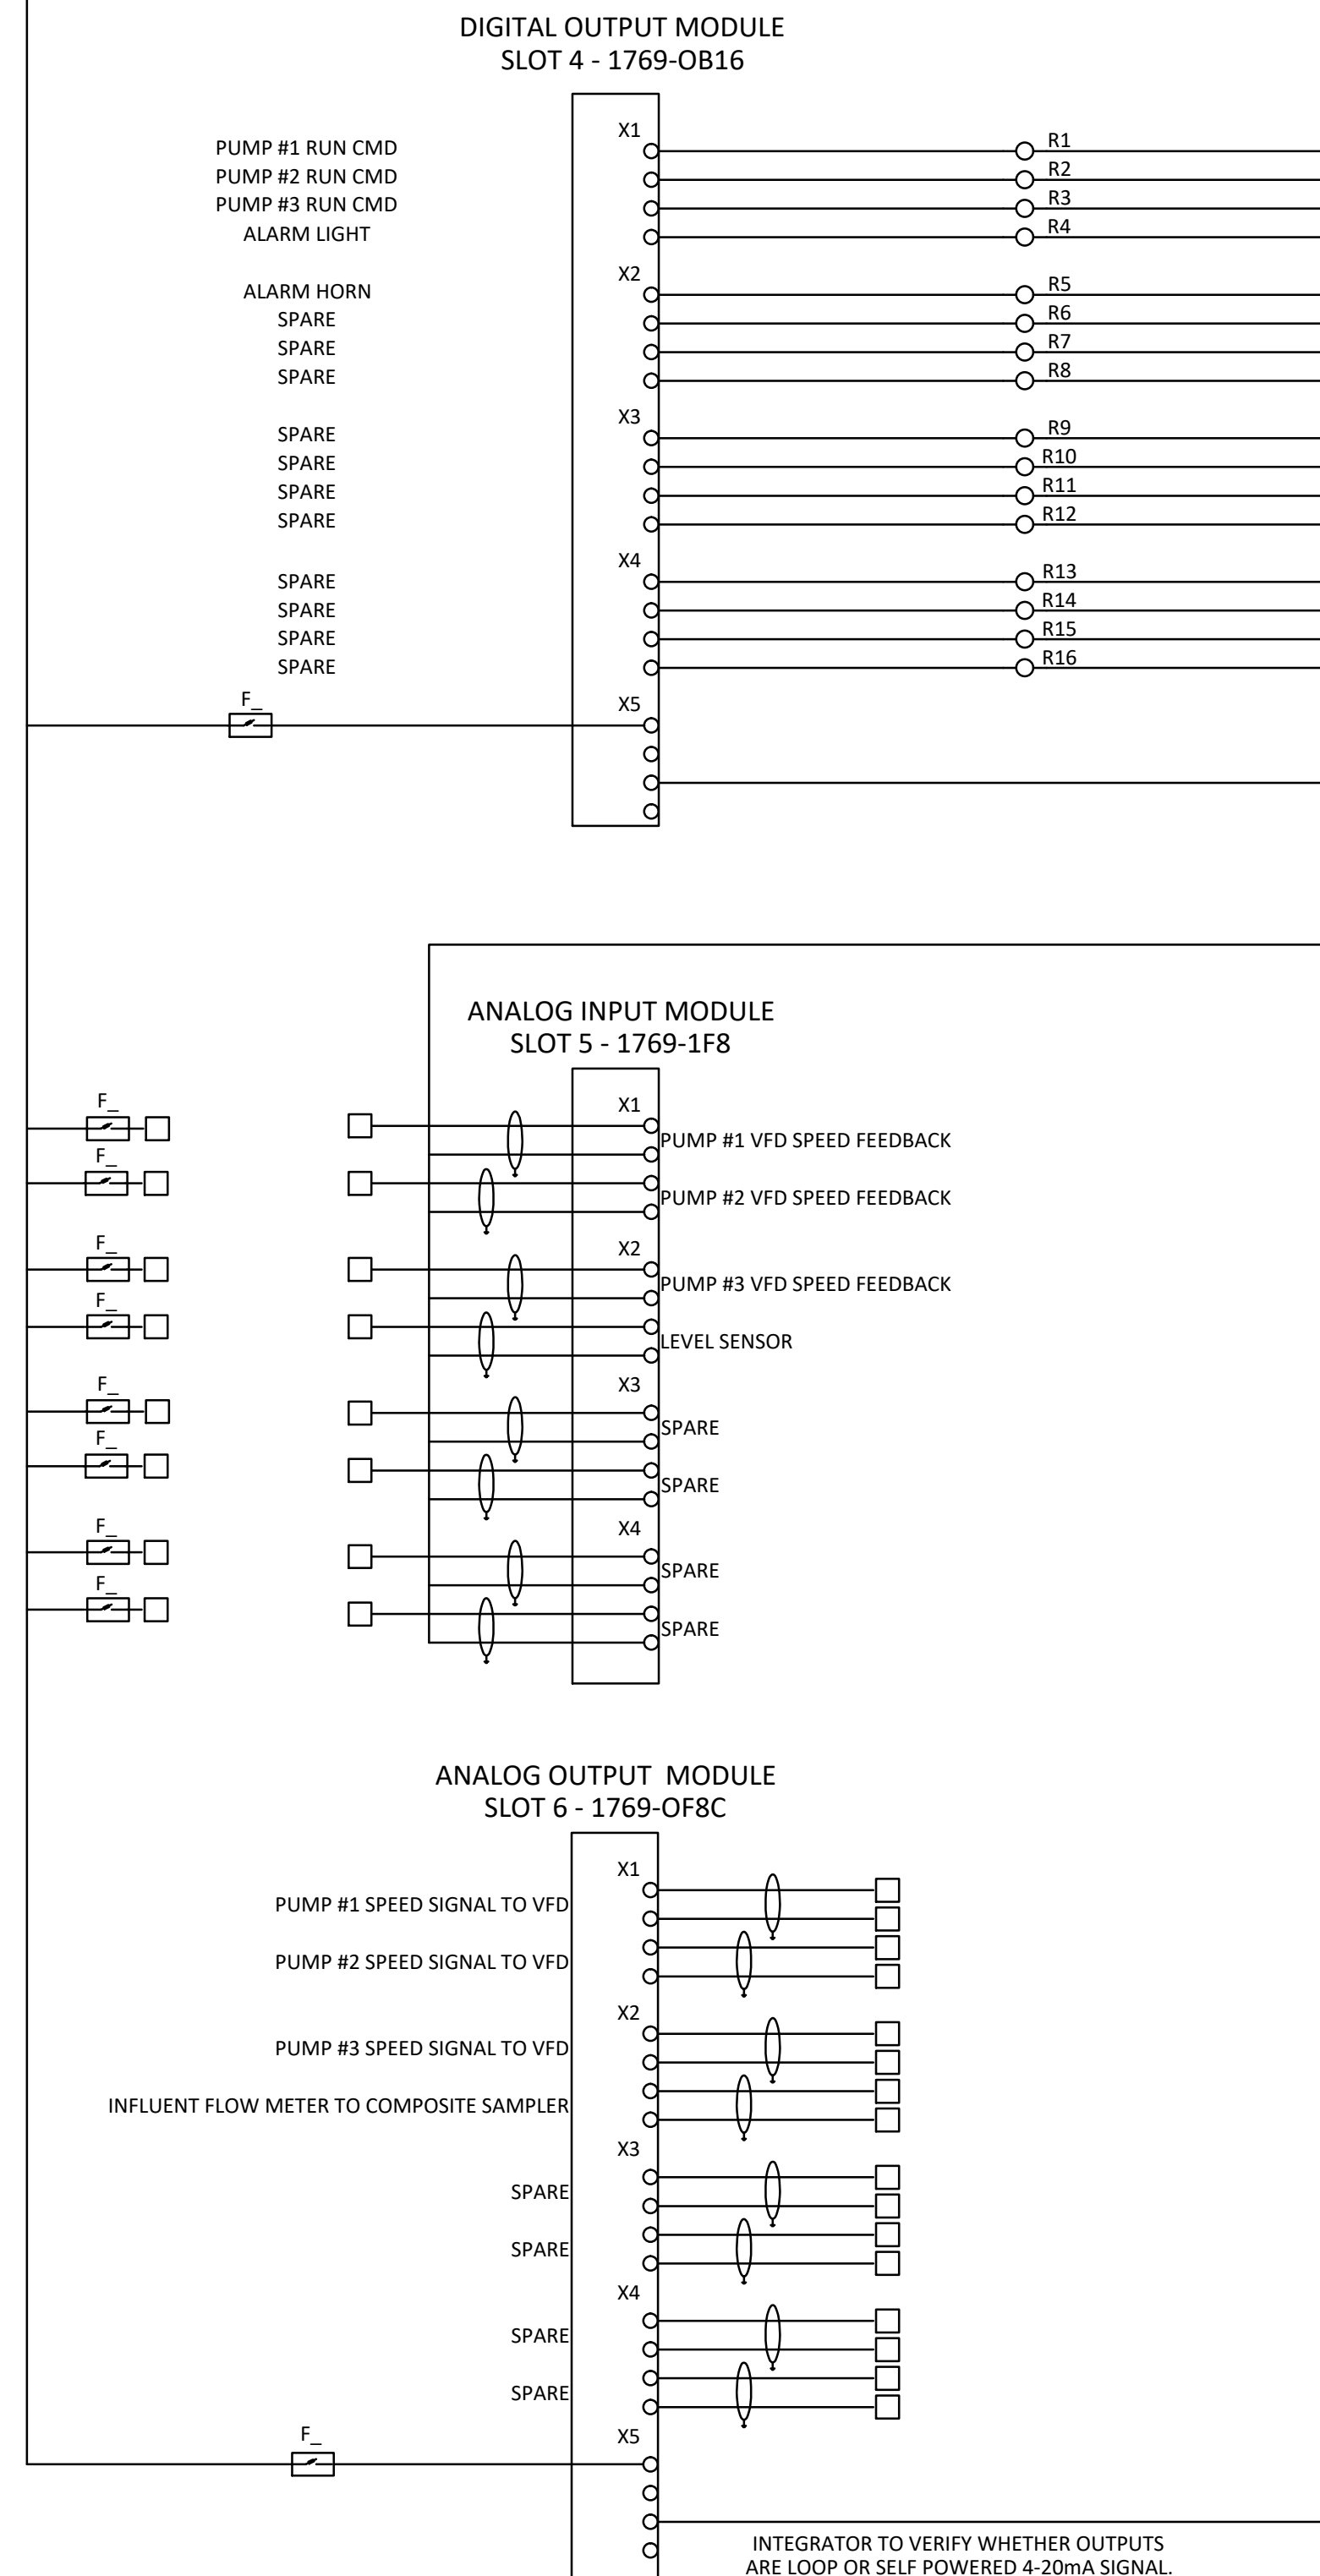 DIGITAL OUTPUT MODULE
SLOT 4 - 1769-OB16
X1
PUMP #1 RUN CMD
R1
PUMP #2 RUN CMD
R2
PUMP #3 RUN CMD
R3
ALARM LIGHT
R4
X2
ALARM HORN
R5
SPARE
R6
SPARE
R7
SPARE
R8
X3
SPARE
R9
SPARE
R10
SPARE
R11
SPARE
R12
X4
SPARE
R13
SPARE
R14
SPARE
R15
SPARE
R16
F_
X5
ANALOG INPUT MODULE
SLOT 5 - 1769-1F8
F_
X1
PUMP #1 VFD SPEED FEEDBACK
F_
PUMP #2 VFD SPEED FEEDBACK
F_
X2
PUMP #3 VFD SPEED FEEDBACK
F_
LEVEL SENSOR
F_
X3
SPARE
F_
SPARE
F_
X4
SPARE
F_
SPARE
ANALOG OUTPUT MODULE
SLOT 6 - 1769-OF8C
X1
PUMP #1 SPEED SIGNAL TO VFD
PUMP #2 SPEED SIGNAL TO VFD
X2
PUMP #3 SPEED SIGNAL TO VFD
INFLUENT FLOW METER TO COMPOSITE SAMPLER
X3
SPARE
SPARE
X4
SPARE
SPARE
F_
X5
INTEGRATOR TO VERIFY WHETHER OUTPUTS
ARE LOOP OR SELF POWERED 4-20mA SIGNAL.